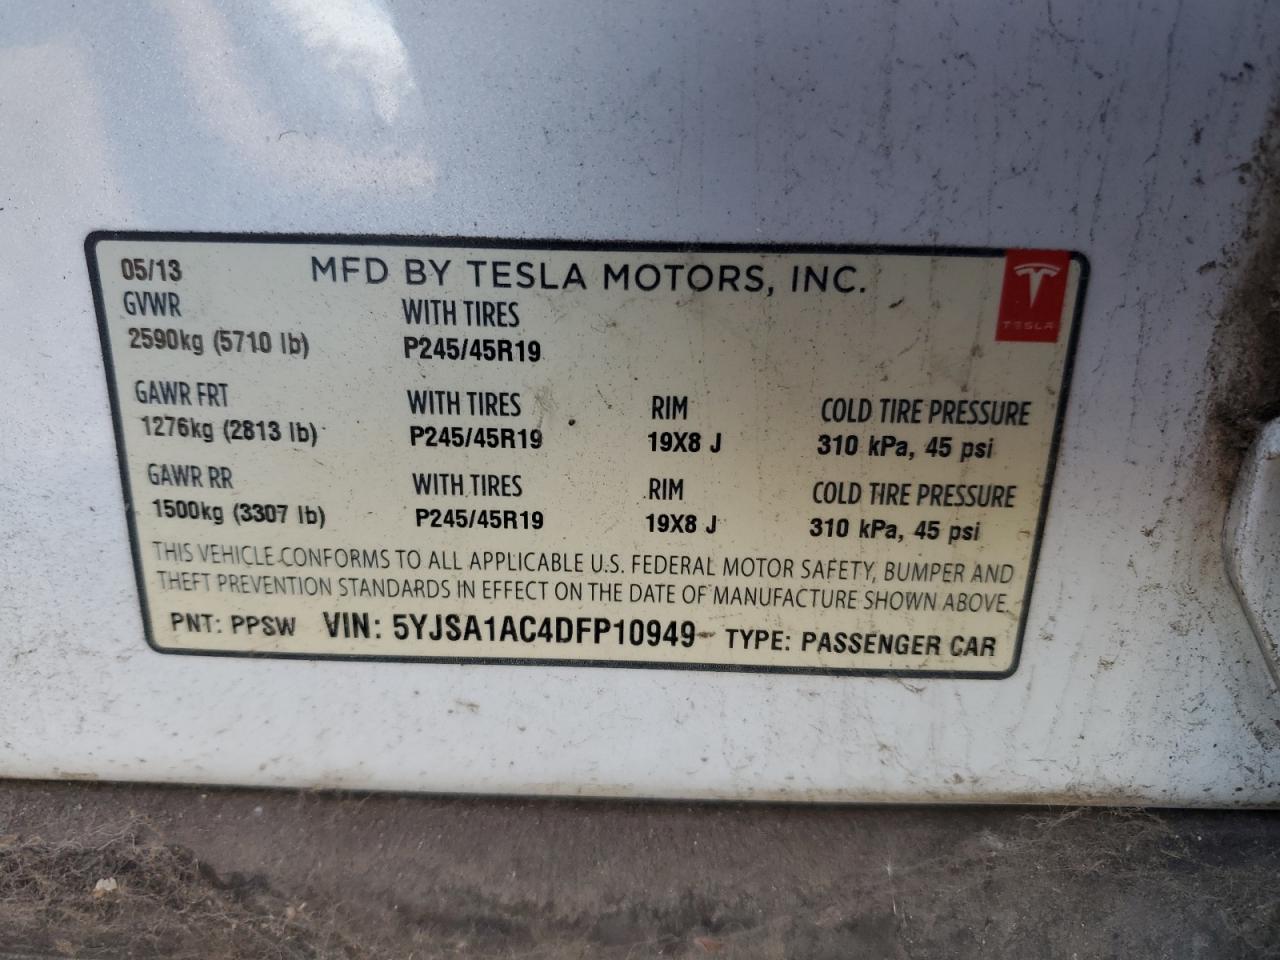 05/13 MFD BY TESLA MOTORS, INC.
TESLA
GVWR WITH TIRES
2590kg (5710 lb) P245/45R19
GAWR FRT WITH TIRES RIM COLD TIRE PRESSURE
1276kg (2813 lb) P245/45R19 19X8 J 310 kPa, 45 psi
GAWR RR WITH TIRES RIM COLD TIRE PRESSURE
1500kg (3307 lb) P245/45R19 19X8 J 310 kPa, 45 psi
THIS VEHICLE CONFORMS TO ALL APPLICABLE U.S. FEDERAL MOTOR SAFETY, BUMPER AND
THEFT PREVENTION STANDARDS IN EFFECT ON THE DATE OF MANUFACTURE SHOWN ABOVE.
PNT: PPSW VIN: 5YJSA1AC4DFP10949 TYPE: PASSENGER CAR